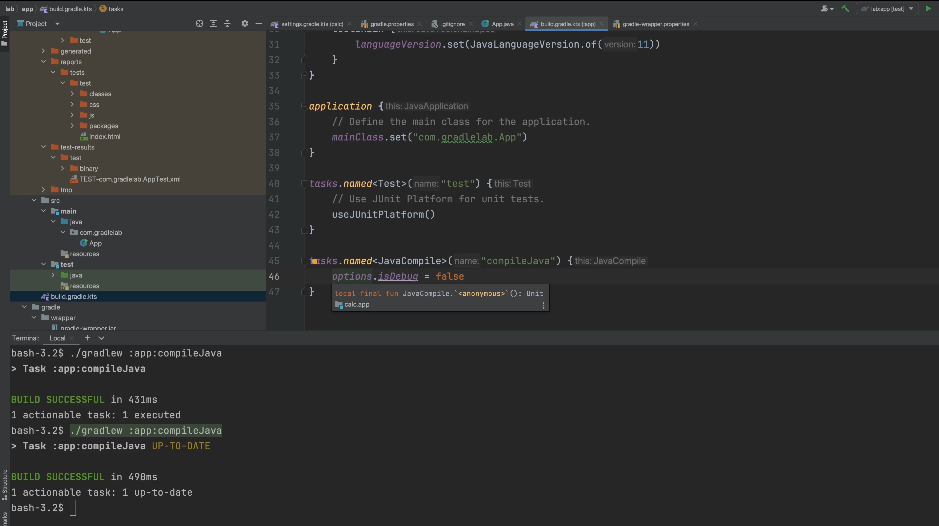 lab
app
build.gradle.kts
tasks
lab:app [test]
Project
settings.gradle.kts (calc)
gradle.properties
.gitignore
App.java
build.gradle.kts (app)
gradle-wrapper.properties
Project
test
generated
reports
tests
test
classes
css
js
packages
index.html
test-results
test
binary
TEST-com.gradlelab.AppTest.xml
tmp
src
main
java
com.gradlelab
App
resources
test
java
resources
build.gradle.kts
gradle
wrapper
gradle-wrapper.jar
31 languageVersion.set(JavaLanguageVersion.of( version: 11))
32 }
33 }
34
35 application { this: JavaApplication
36 // Define the main class for the application.
37 mainClass.set("com.gradlelab.App")
38 }
39
40 tasks.named<Test>( name: "test") { this: Test
41 // Use JUnit Platform for unit tests.
42 useJUnitPlatform()
43 }
44
45 tasks.named<JavaCompile>( name: "compileJava") { this: JavaCompile
46 options.isDebug = false
47 }
local final fun JavaCompile.`<anonymous>`(): Unit
calc.app
Terminal:
Local
bash-3.2$ ./gradlew :app:compileJava
> Task :app:compileJava
BUILD SUCCESSFUL in 431ms
1 actionable task: 1 executed
bash-3.2$ ./gradlew :app:compileJava
> Task :app:compileJava UP-TO-DATE
BUILD SUCCESSFUL in 490ms
1 actionable task: 1 up-to-date
bash-3.2$
Structure